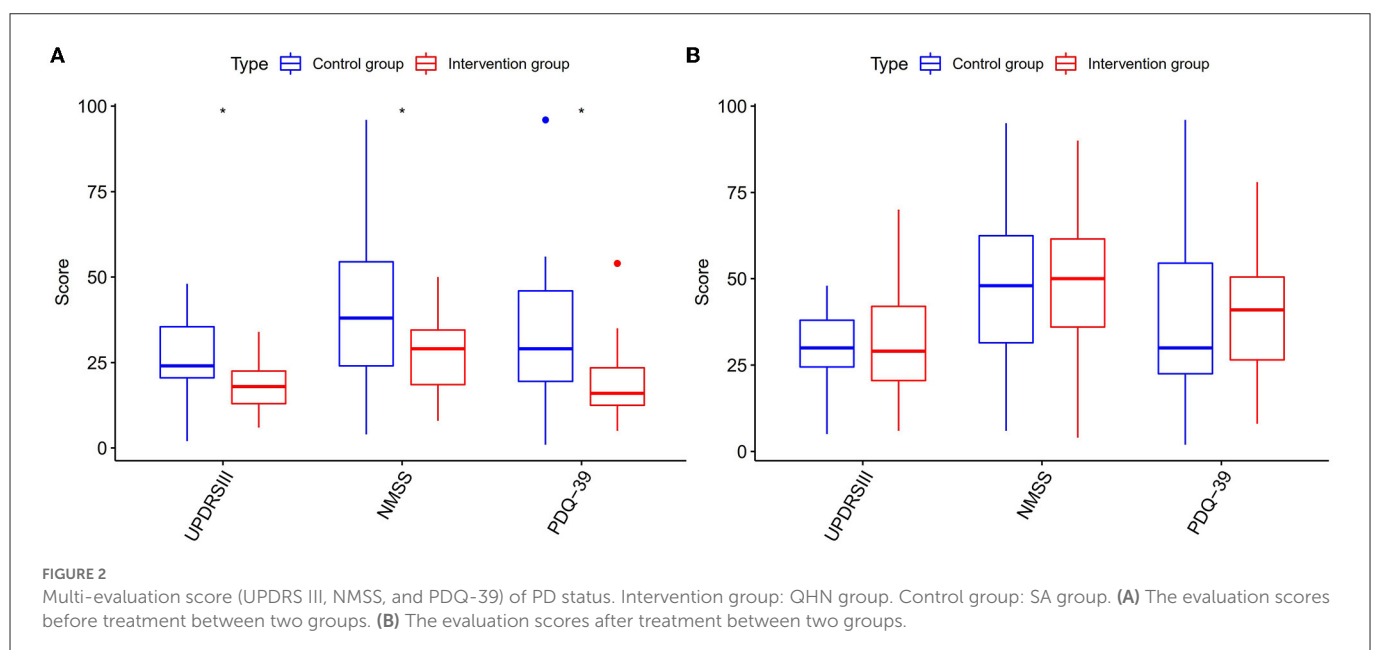 A
Type Control group Intervention group
100
75
50
25
0
Score
* * *
UPDRSIII
NMSS
PDQ-39
B
Type Control group Intervention group
100
75
50
25
0
Score
UPDRSIII
NMSS
PDQ-39
FIGURE 2
Multi-evaluation score (UPDRS III, NMSS, and PDQ-39) of PD status. Intervention group: QHN group. Control group: SA group. (A) The evaluation scores
before treatment between two groups. (B) The evaluation scores after treatment between two groups.